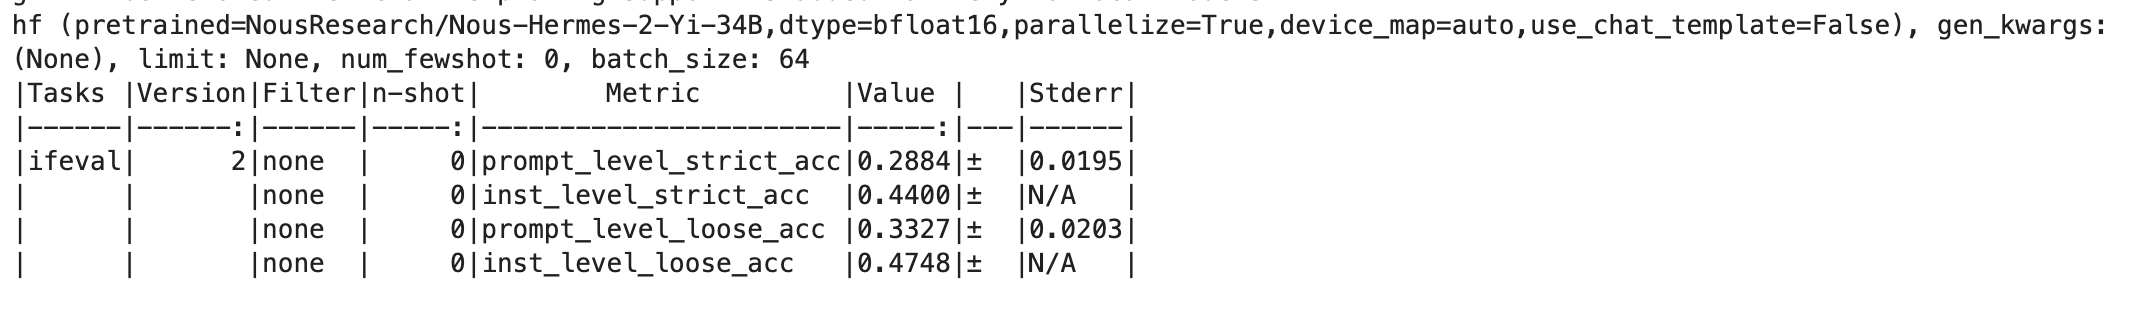 hf (pretrained=NousResearch/Nous-Hermes-2-Yi-34B,dtype=bfloat16,parallelize=True,device_map=auto,use_chat_template=False), gen_kwargs:
(None), limit: None, num_fewshot: 0, batch_size: 64
|Tasks |Version|Filter|n-shot|        Metric         |Value |   |Stderr|
|------|------:|------|-----:|-----------------------|-----:|---|------|
|ifeval|      2|none  |     0|prompt_level_strict_acc|0.2884|±  |0.0195|
|      |       |none  |     0|inst_level_strict_acc  |0.4400|±  |N/A   |
|      |       |none  |     0|prompt_level_loose_acc |0.3327|±  |0.0203|
|      |       |none  |     0|inst_level_loose_acc   |0.4748|±  |N/A   |